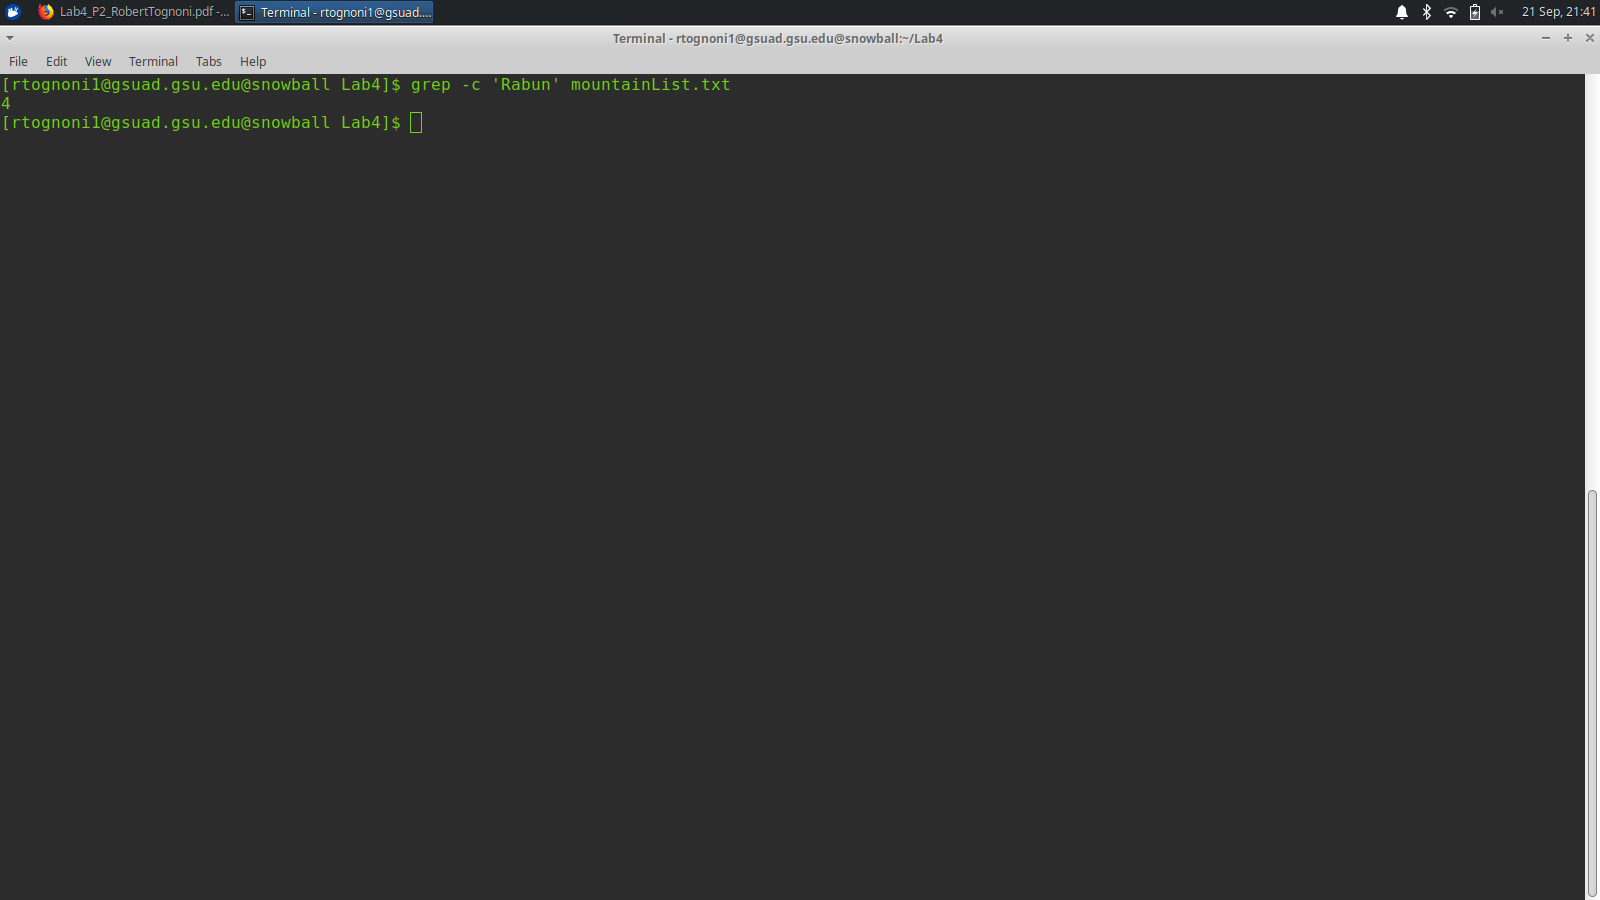 Lab4_P2_RobertTognoni.pdf -...
Terminal - rtognoni1@gsuad....
21 Sep, 21:41
Terminal - rtognoni1@gsuad.gsu.edu@snowball:~/Lab4
File Edit View Terminal Tabs Help
[rtognoni1@gsuad.gsu.edu@snowball Lab4]$ grep -c 'Rabun' mountainList.txt
4
[rtognoni1@gsuad.gsu.edu@snowball Lab4]$